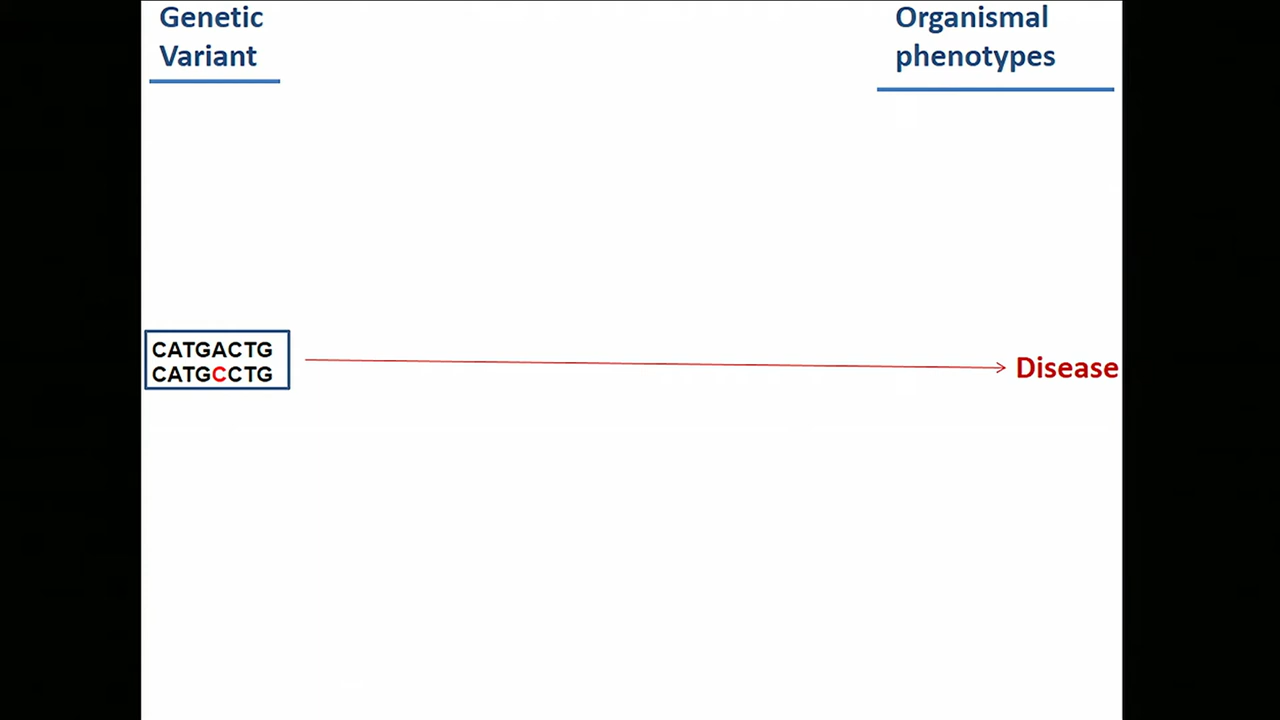 Genetic
Variant
Organismal
phenotypes
CATGACTG
CATGCCTG
Disease